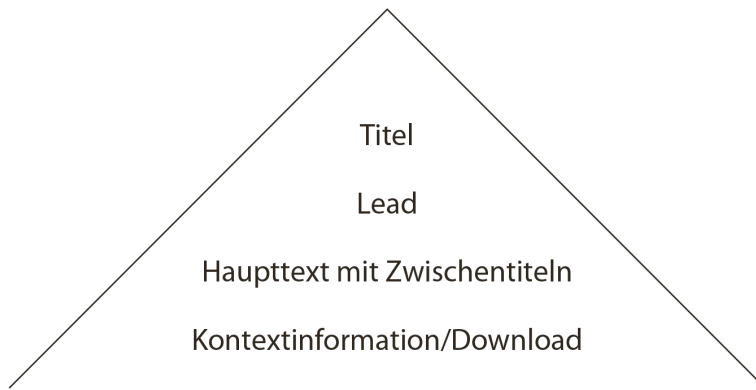 Titel
Lead
Haupttext mit Zwischentiteln
Kontextinformation/Download